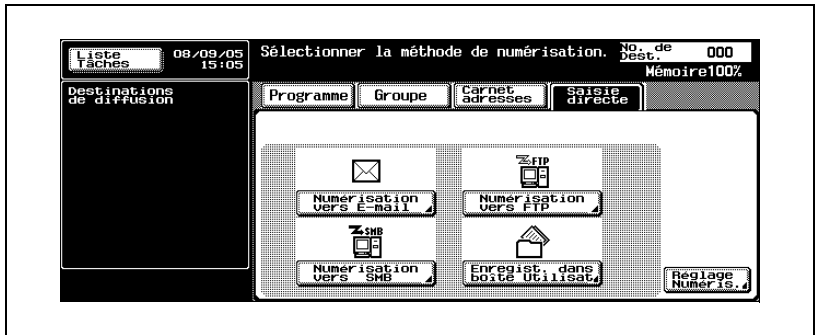 Liste
Tâches
08/09/05
15:05
Sélectionner la méthode de numérisation.
No. de
Dest.
000
Mémoire100%
Destinations
de diffusion
Programme
Groupe
Carnet
adresses
Saisie
directe
FTP
Numérisation
vers E-mail
Numérisation
vers FTP
SMB
Numérisation
vers SMB
Enregist. dans
boîte Utilisat.
Réglage
Numéris.